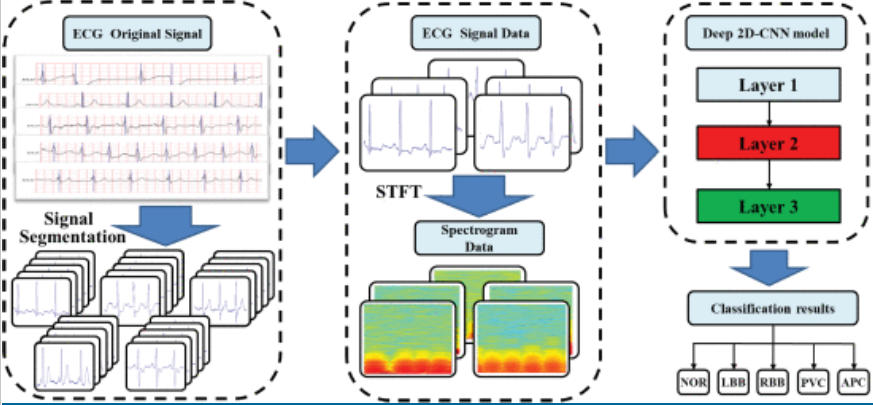 ECG Original Signal
Signal
Segmentation
ECG Signal Data
STFT
Spectrogram
Data
Deep 2D-CNN model
Layer 1
Layer 2
Layer 3
Classification results
NOR
LBB
RBB
PVC
APC